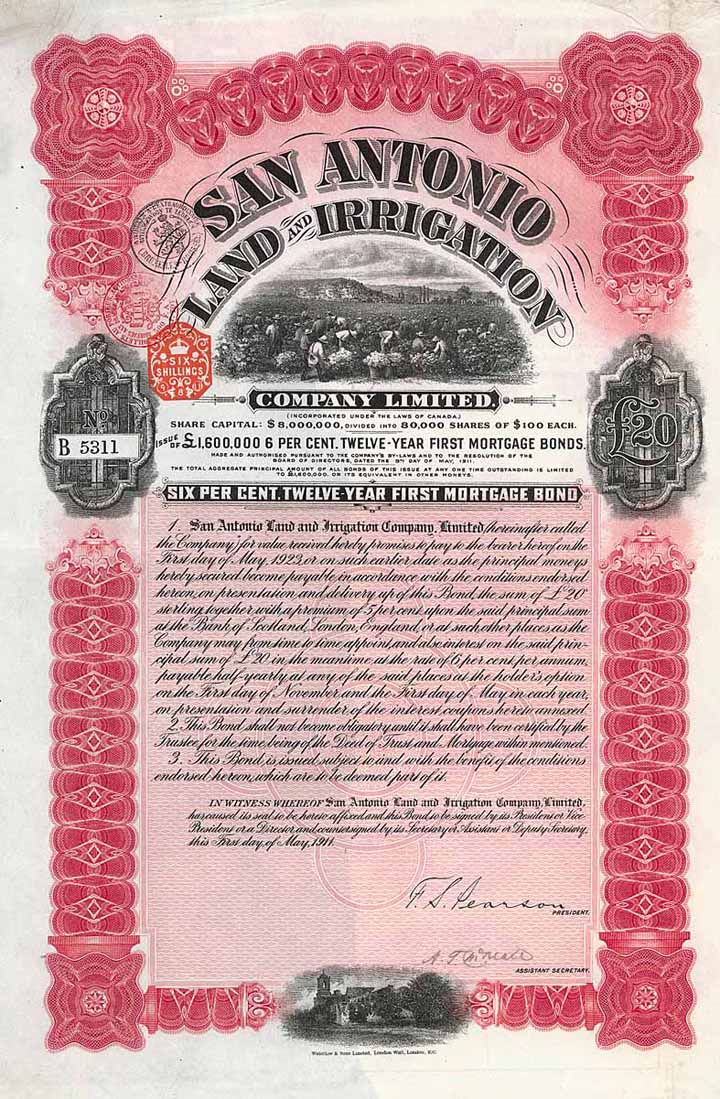 SAN ANTONIO
LAND AND IRRIGATION
SIX
SHILLINGS
COMPANY LIMITED.
(INCORPORATED UNDER THE LAWS OF CANADA.)
SHARE CAPITAL: $8,000,000, DIVIDED INTO 80,000 SHARES OF $100 EACH.
ISSUE OF £1,600,000 6 PER CENT. TWELVE-YEAR FIRST MORTGAGE BONDS.
MADE AND AUTHORISED PURSUANT TO THE COMPANY'S BY-LAWS AND TO THE RESOLUTION OF THE
BOARD OF DIRECTORS, DATED THE 9TH DAY OF MAY, 1911.
THE TOTAL AGGREGATE PRINCIPAL AMOUNT OF ALL BONDS OF THIS ISSUE AT ANY ONE TIME OUTSTANDING IS LIMITED
TO £1,600,000, OR ITS EQUIVALENT IN OTHER MONEYS.
No.
B 5311
£20
SIX PER CENT. TWELVE-YEAR FIRST MORTGAGE BOND
1. San Antonio Land and Irrigation Company, Limited (hereinafter called
the Company) for value received hereby promises to pay to the bearer hereof on the
First day of May, 1923, or on such earlier date as the principal moneys
hereby secured become payable in accordance with the conditions endorsed
hereon, on presentation and delivery up of this Bond, the sum of £20
sterling together with a premium of 5 per cent. upon the said principal sum
at the Bank of Scotland, London, England, or at such other places as the
Company may from time to time appoint, and also interest on the said prin-
cipal sum of £20 in the meantime at the rate of 6 per cent. per annum,
payable half-yearly at any of the said places at the holder's option
on the First day of November and the First day of May in each year,
on presentation and surrender of the interest coupons hereto annexed.
2. This Bond shall not become obligatory until it shall have been certified by the
Trustee for the time being of the Deed of Trust and Mortgage within mentioned.
3. This Bond is issued subject to and with the benefit of the conditions
endorsed hereon, which are to be deemed part of it.
IN WITNESS WHEREOF San Antonio Land and Irrigation Company, Limited,
has caused its seal to be hereto affixed and this Bond to be signed by its President or Vice-
President or a Director and countersigned by its Secretary or Assistant or Deputy Secretary,
this First day of May, 1911.
F. S. Pearson
PRESIDENT.
ASSISTANT SECRETARY.
Waterlow & Sons Limited, London Wall, London, E.C.